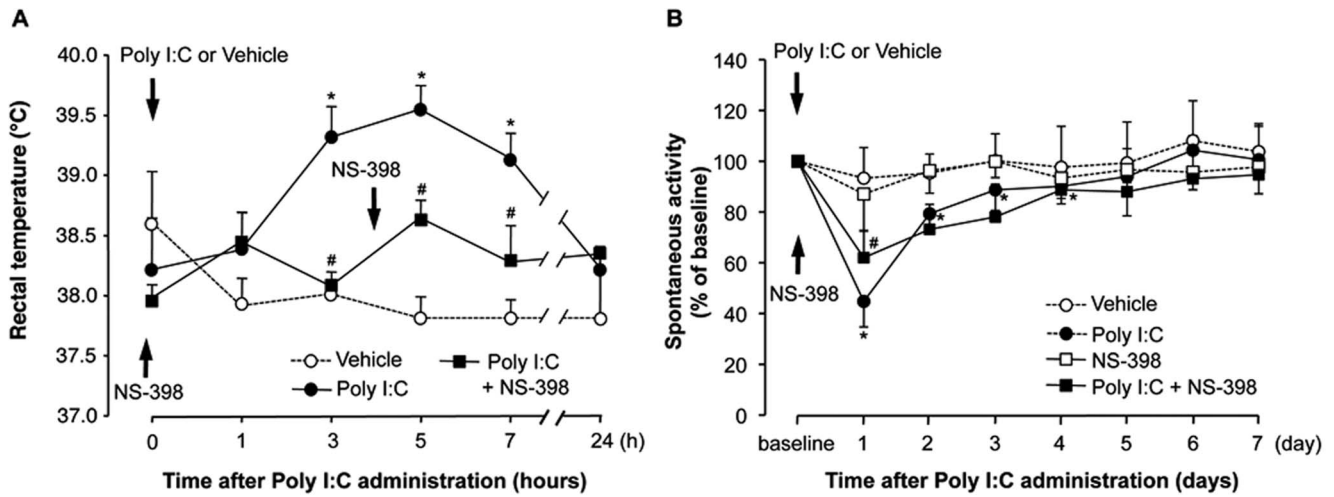 A
Rectal temperature (°C)
40.0
39.5
39.0
38.5
38.0
37.5
37.0
Poly I:C or Vehicle
NS-398
NS-398
*
*
*
#
#
#
Vehicle
Poly I:C
Poly I:C
+ NS-398
0 1 3 5 7 24 (h)
Time after Poly I:C administration (hours)
B
Spontaneous activity
(% of baseline)
140
120
100
80
60
40
20
0
Poly I:C or Vehicle
NS-398
#
*
*
*
*
Vehicle
Poly I:C
NS-398
Poly I:C + NS-398
baseline 1 2 3 4 5 6 7 (day)
Time after Poly I:C administration (days)